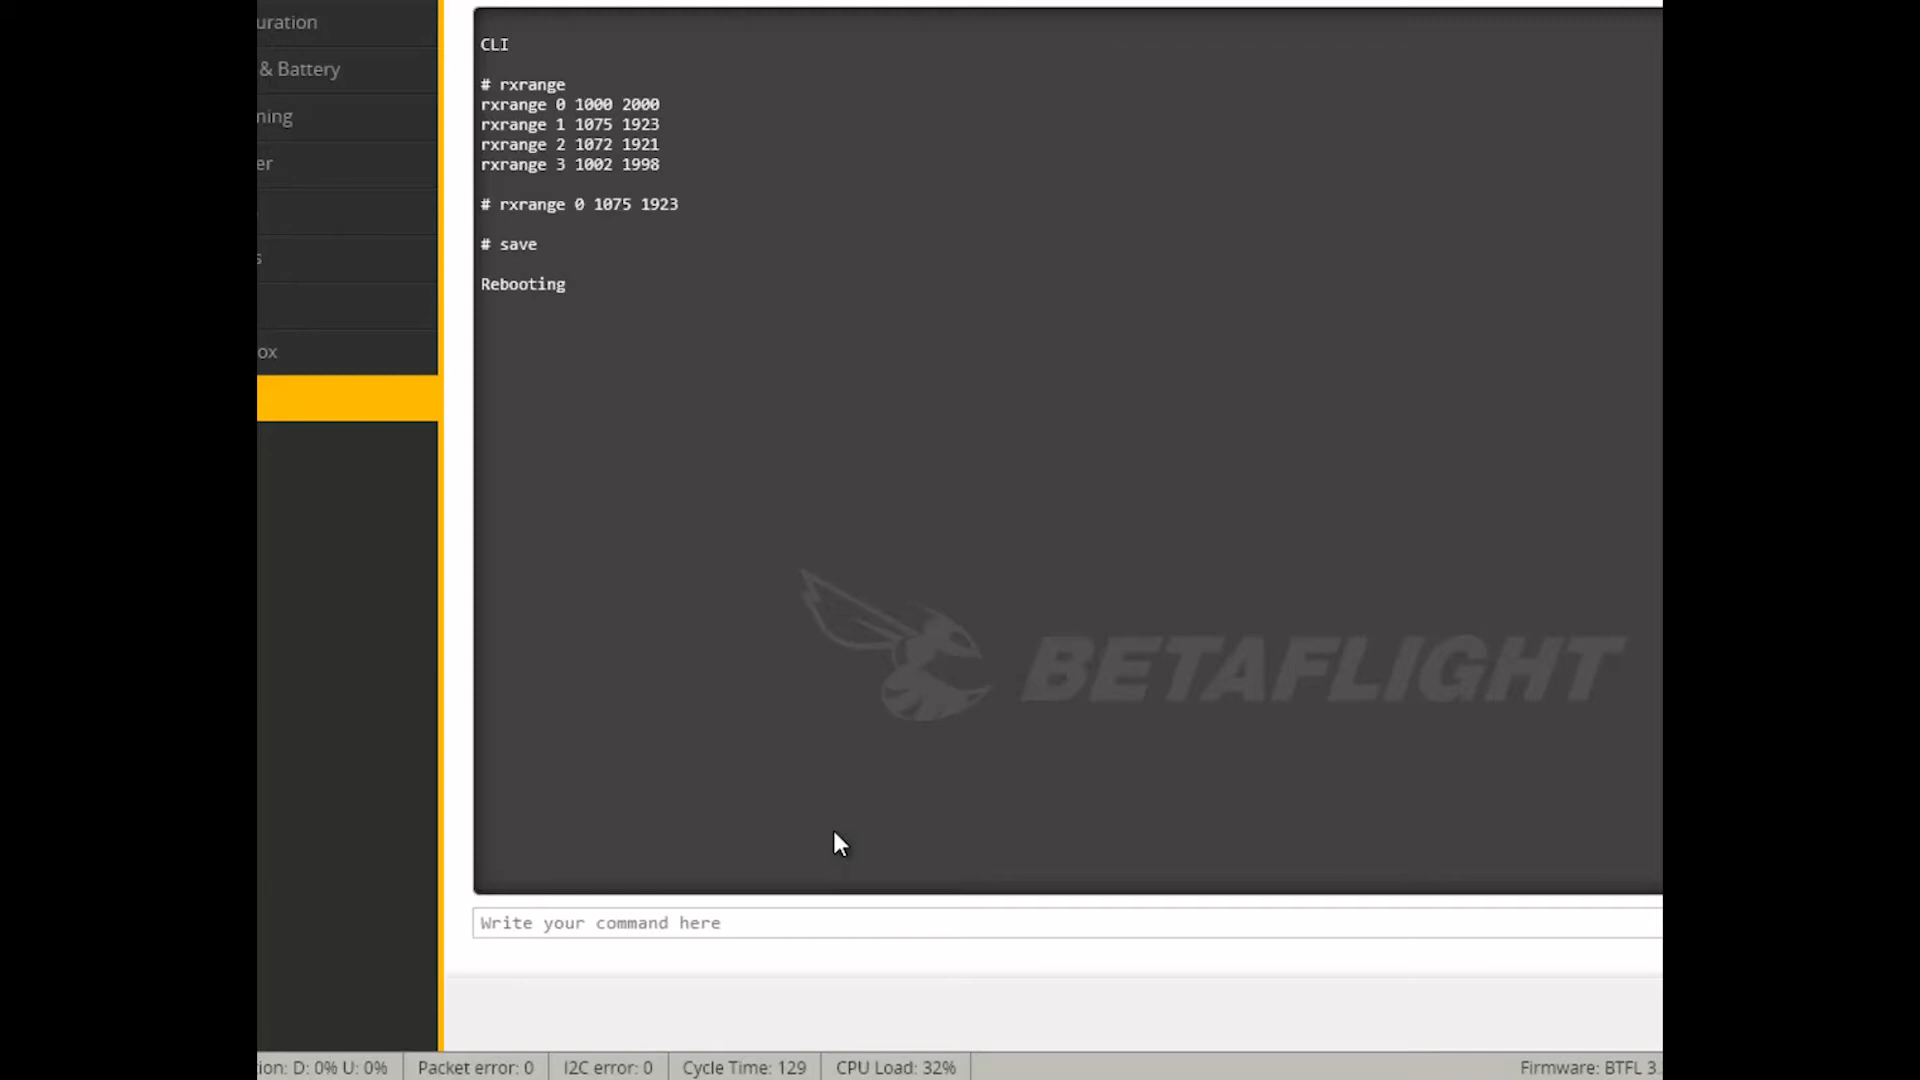 uration
CLI
& Battery
# rxrange
rxrange 0 1000 2000
ning
rxrange 1 1075 1923
rxrange 2 1072 1921
er
rxrange 3 1002 1998
# rxrange 0 1075 1923
s
# save
Rebooting
ox
BETAFLIGHT
Write your command here
ion: D: 0% U: 0%
Packet error: 0
I2C error: 0
Cycle Time: 129
CPU Load: 32%
Firmware: BTFL 3.